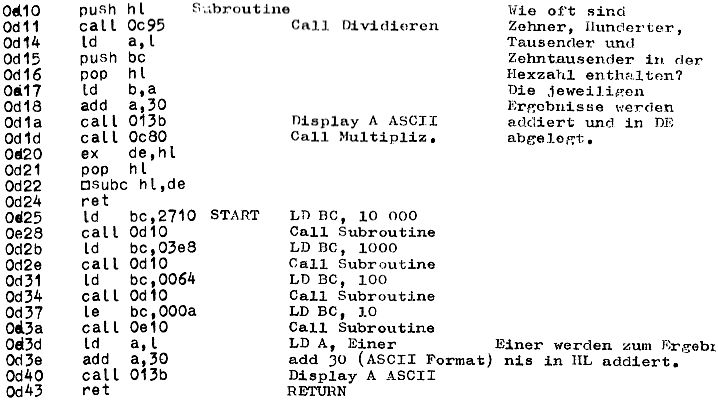 0d10 push hl Subroutine Wie oft sind
0d11 call 0c95 Call Dividieren Zehner, Hunderter,
0d14 ld a,l Tausender und
0d15 push bc Zehntausender in der
0d16 pop hl Hexzahl enthalten?
0d17 ld b,a Die jeweiligen
0d18 add a,30 Ergebnisse werden
0d1a call 013b Display A ASCII addiert und in DE
0d1d call 0c80 Call Multipliz. abgelegt.
0d20 ex de,hl
0d21 pop hl
0d22 □subc hl,de
0d24 ret
0d25 ld bc,2710 START LD BC, 10 000
0e28 call 0d10 Call Subroutine
0d2b ld bc,03e8 LD BC, 1000
0d2e call 0d10 Call Subroutine
0d31 ld bc,0064 LD BC, 100
0d34 call 0d10 Call Subroutine
0d37 le bc,000a LD BC, 10
0d3a call 0e10 Call Subroutine
0d3d ld a,l LD A, Einer Einer werden zum Ergebi
0d3e add a,30 add 30 (ASCII Format) nis in HL addiert.
0d40 call 013b Display A ASCII
0d43 ret RETURN